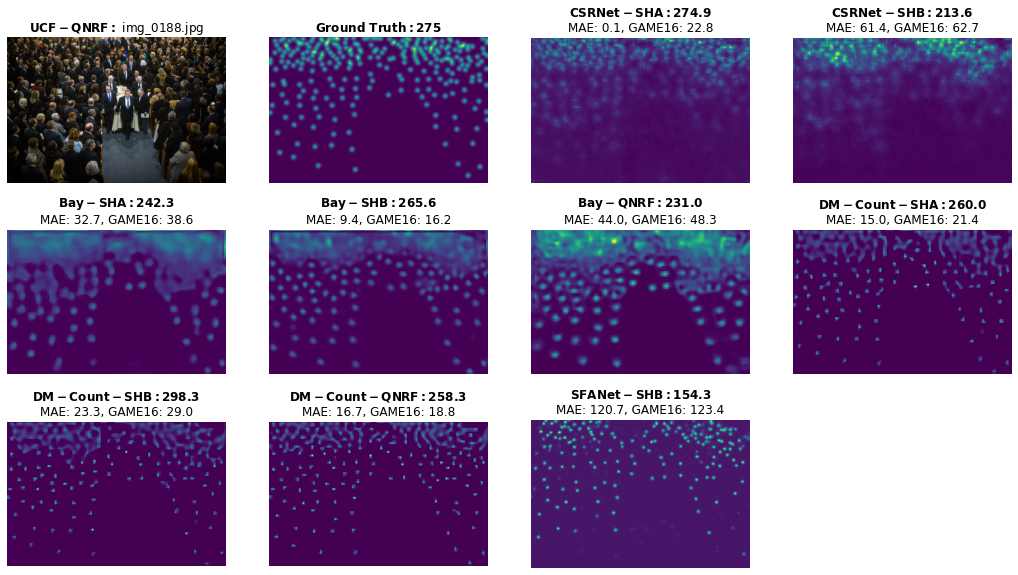 UCF − QNRF : img_0188.jpg
Ground Truth : 275
CSRNet − SHA : 274.9
MAE: 0.1, GAME16: 22.8
CSRNet − SHB : 213.6
MAE: 61.4, GAME16: 62.7
Bay − SHA : 242.3
MAE: 32.7, GAME16: 38.6
Bay − SHB : 265.6
MAE: 9.4, GAME16: 16.2
Bay − QNRF : 231.0
MAE: 44.0, GAME16: 48.3
DM − Count − SHA : 260.0
MAE: 15.0, GAME16: 21.4
DM − Count − SHB : 298.3
MAE: 23.3, GAME16: 29.0
DM − Count − QNRF : 258.3
MAE: 16.7, GAME16: 18.8
SFANet − SHB : 154.3
MAE: 120.7, GAME16: 123.4